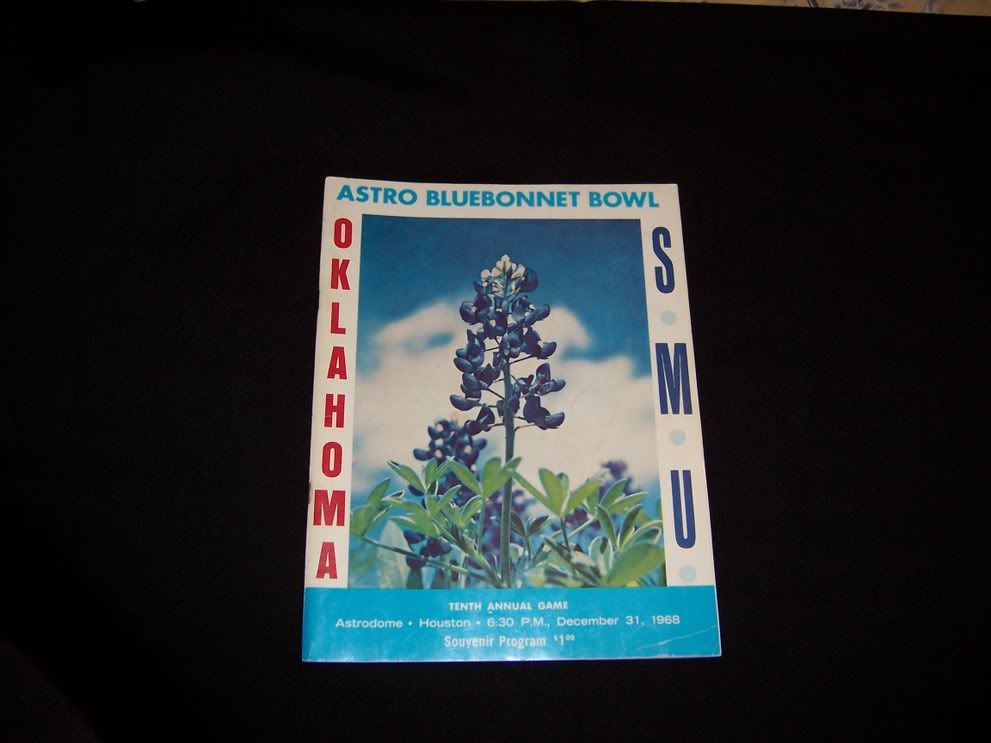 ASTRO BLUEBONNET BOWL
OKLAHOMA
S·M·U·
TENTH ANNUAL GAME
Astrodome • Houston • 6:30 P.M., December 31, 1968
Souvenir Program $1.00